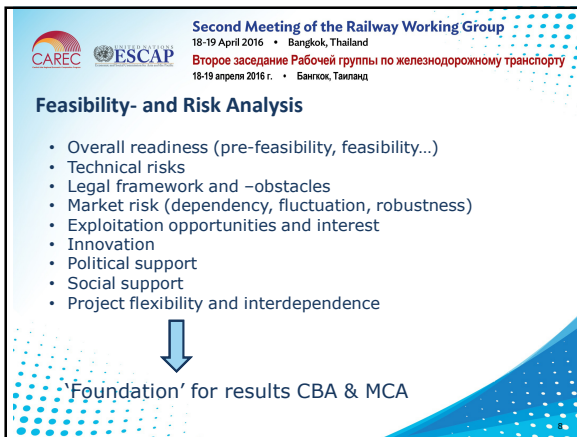 Second Meeting of the Railway Working Group
18-19 April 2016 • Bangkok, Thailand
Второе заседание Рабочей группы по железнодорожному транспорту
18-19 апреля 2016 г. • Бангкок, Таиланд
CAREC
UNITED NATIONS
ESCAP
Feasibility- and Risk Analysis
• Overall readiness (pre-feasibility, feasibility…)
• Technical risks
• Legal framework and –obstacles
• Market risk (dependency, fluctuation, robustness)
• Exploitation opportunities and interest
• Innovation
• Political support
• Social support
• Project flexibility and interdependence
‘Foundation’ for results CBA & MCA
8